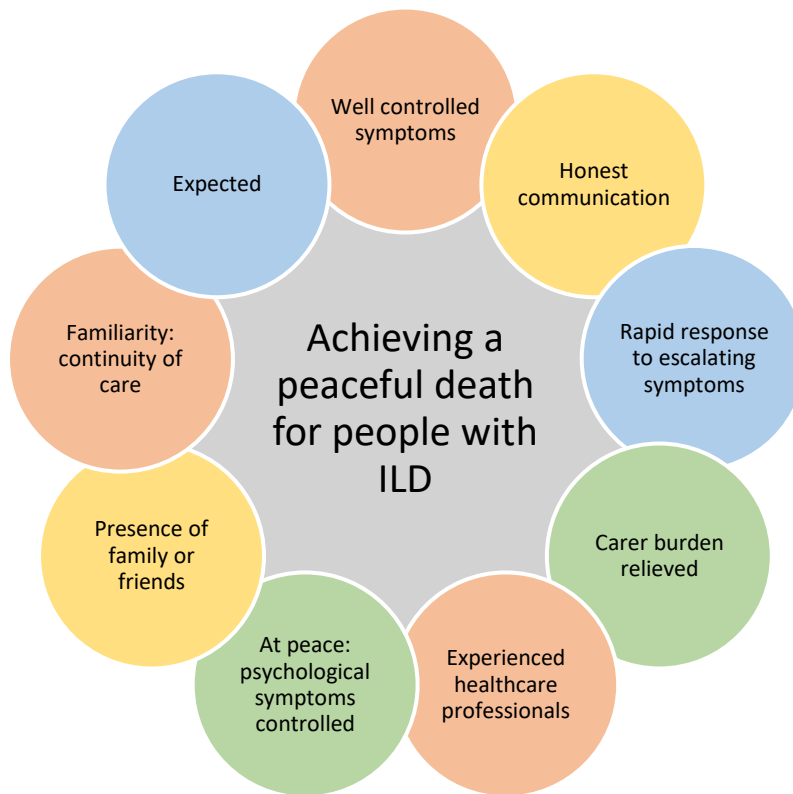 Well controlled
symptoms
Honest
communication
Rapid response
to escalating
symptoms
Carer burden
relieved
Experienced
healthcare
professionals
At peace:
psychological
symptoms
controlled
Presence of
family or
friends
Familiarity:
continuity of
care
Expected
Achieving a
peaceful death
for people with
ILD